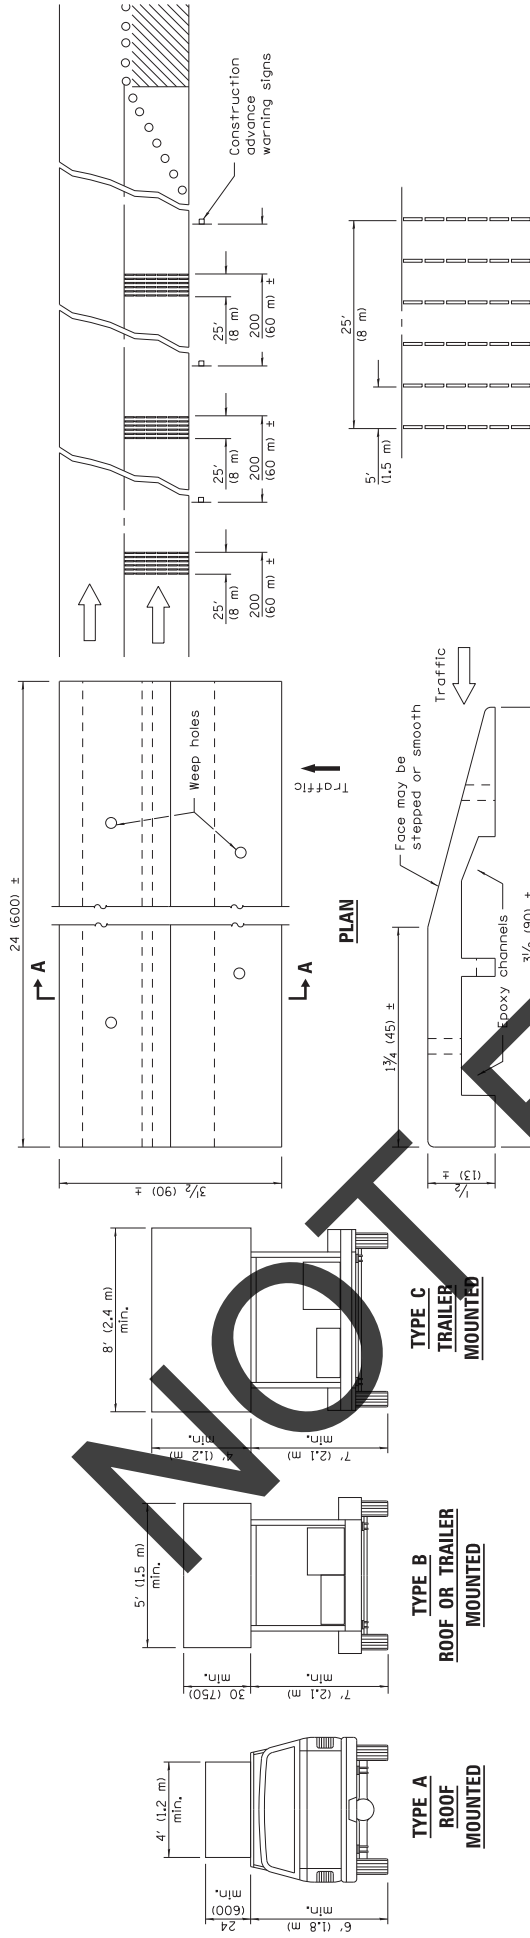 Construction
advance
warning signs
25'
(8 m)
200
(60 m) ±
25'
(8 m)
200
(60 m) ±
25'
(8 m)
200
(60 m) ±
25'
(8 m)
5'
(1.5 m)
24 (600) ±
A
A
3½ (90) ±
Weep holes
Traffic
PLAN
Traffic
Face may be
stepped or smooth
1¾ (45) ±
Epoxy channels
½
(13) ±
3½ (90) ±
8' (2.4 m)
min.
4' (1.2 m)
min.
7' (2.1 m)
min.
TYPE C
TRAILER
MOUNTED
5' (1.5 m)
min.
30 (750)
min.
7' (2.1 m)
min.
TYPE B
ROOF OR TRAILER
MOUNTED
4' (1.2 m)
min.
24
(600)
min.
6' (1.8 m)
min.
TYPE A
ROOF
MOUNTED
NOT